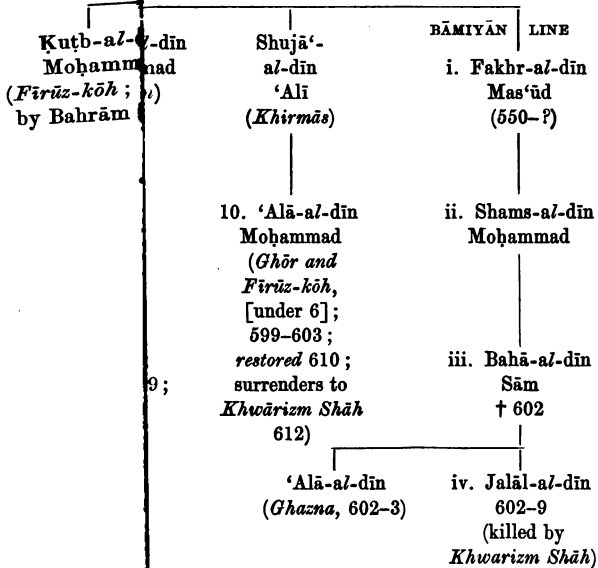 Ḳuṭb-al-l-dīn
Moḥammnad
(Fīrūz-kōh ;
by Bahrām
9 ;
Shujā‘-
al-dīn
‘Alī
(Khirmās)
10. ‘Alā-al-dīn
Moḥammad
(Ghōr and
Fīrūz-kōh,
[under 6] ;
599–603 ;
restored 610 ;
surrenders to
Khwārizm Shāh
612)
BĀMIYĀN LINE
i. Fakhr-al-dīn
Mas‘ūd
(550–?)
ii. Shams-al-dīn
Moḥammad
iii. Bahā-al-dīn
Sām
† 602
‘Alā-al-dīn
(Ghazna, 602–3)
iv. Jalāl-al-dīn
602–9
(killed by
Khwarizm Shāh)